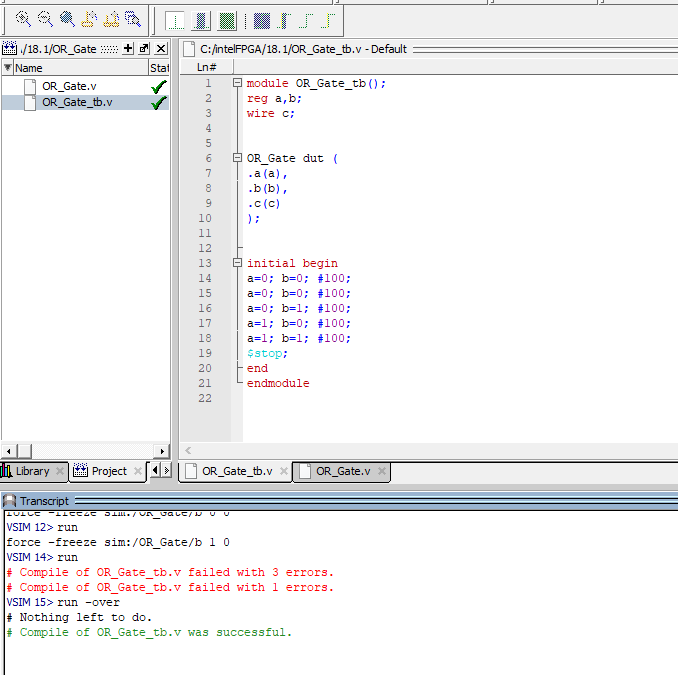 ./18.1/OR_Gate
Name
Stat
OR_Gate.v
OR_Gate_tb.v
C:/intelFPGA/18.1/OR_Gate_tb.v - Default
Ln#
1 module OR_Gate_tb();
2 reg a,b;
3 wire c;
4
5
6 OR_Gate dut (
7 .a(a),
8 .b(b),
9 .c(c)
10 );
11
12
13 initial begin
14 a=0; b=0; #100;
15 a=0; b=0; #100;
16 a=0; b=1; #100;
17 a=1; b=0; #100;
18 a=1; b=1; #100;
19 $stop;
20 end
21 endmodule
22
Library
Project
OR_Gate_tb.v
OR_Gate.v
Transcript
force -freeze sim:/OR_Gate/b 0 0
VSIM 12> run
force -freeze sim:/OR_Gate/b 1 0
VSIM 14> run
# Compile of OR_Gate_tb.v failed with 3 errors.
# Compile of OR_Gate_tb.v failed with 1 errors.
VSIM 15> run -over
# Nothing left to do.
# Compile of OR_Gate_tb.v was successful.